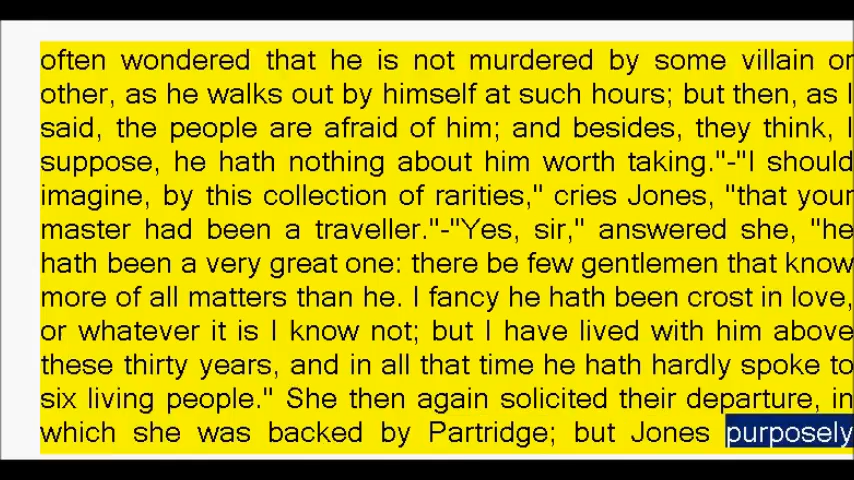 often wondered that he is not murdered by some villain or
other, as he walks out by himself at such hours; but then, as I
said, the people are afraid of him; and besides, they think, I
suppose, he hath nothing about him worth taking."-"I should
imagine, by this collection of rarities," cries Jones, "that your
master had been a traveller."-"Yes, sir," answered she, "he
hath been a very great one: there be few gentlemen that know
more of all matters than he. I fancy he hath been crost in love,
or whatever it is I know not; but I have lived with him above
these thirty years, and in all that time he hath hardly spoke to
six living people." She then again solicited their departure, in
which she was backed by Partridge; but Jones purposely